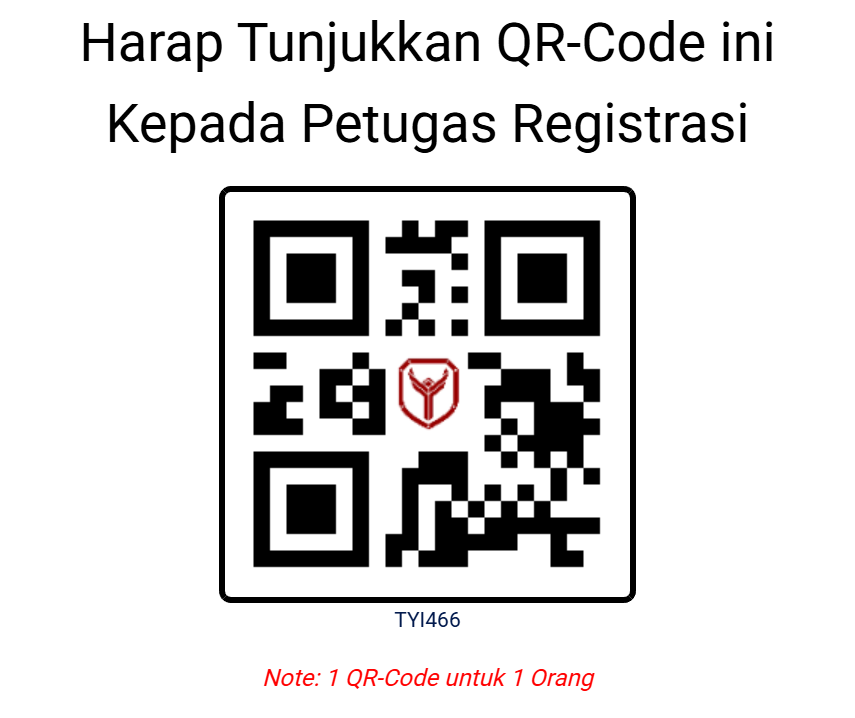 Harap Tunjukkan QR-Code ini
Kepada Petugas Registrasi
TYI466
Note: 1 QR-Code untuk 1 Orang